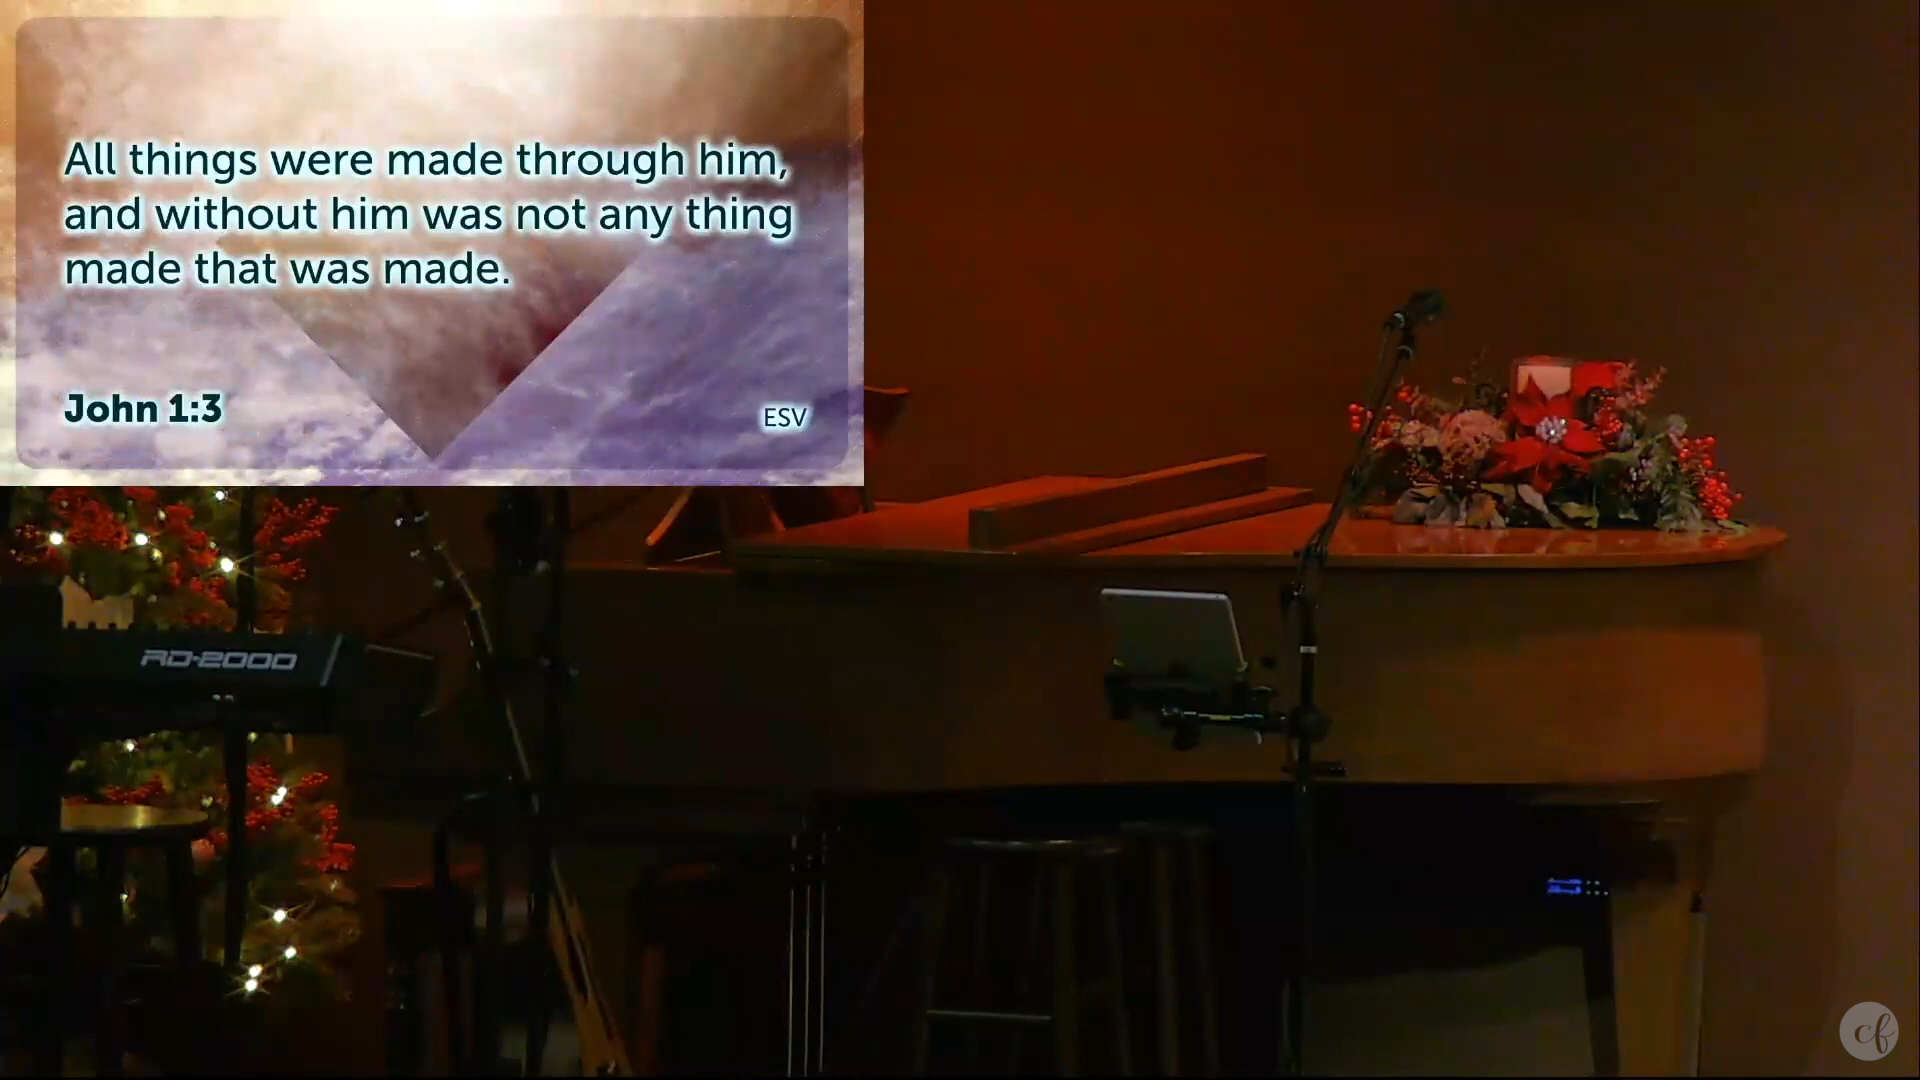 All things were made through him,
and without him was not any thing
made that was made.
John 1:3
ESV
RD-2000
cf